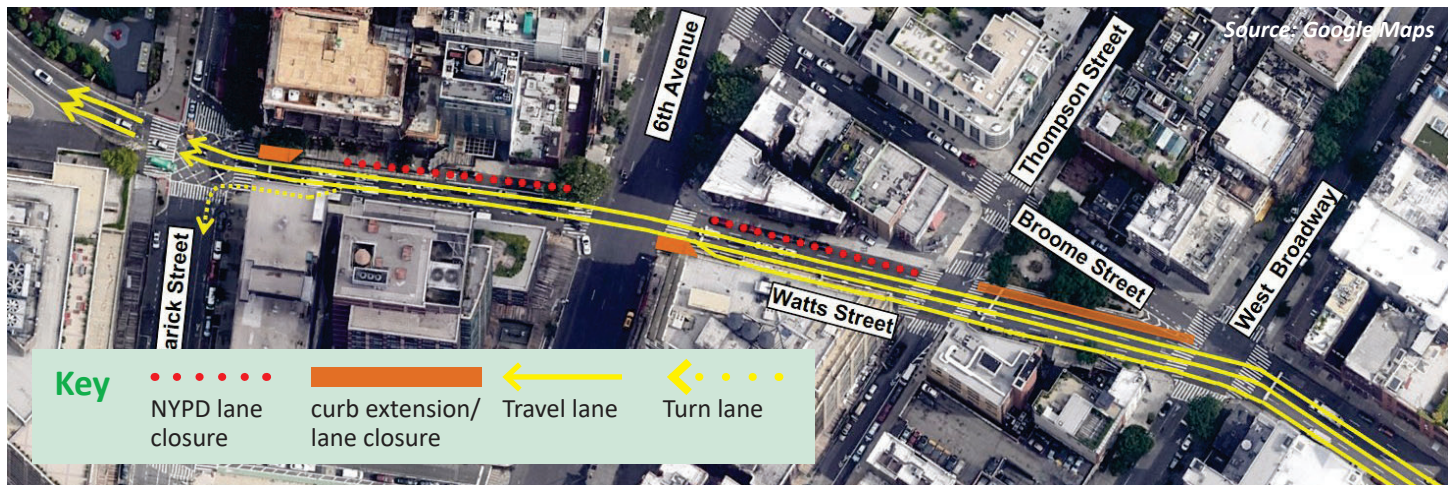 Source: Google Maps
6th Avenue
Thompson Street
Broome Street
West Broadway
Watts Street
arick Street
Key
NYPD lane
closure
curb extension/
lane closure
Travel lane
Turn lane